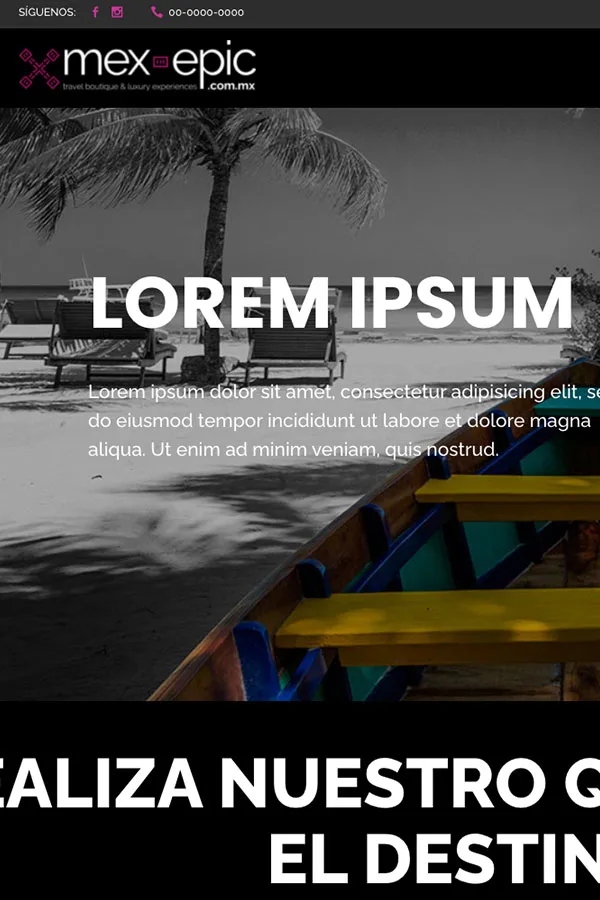 SÍGUENOS: 00-0000-0000
mex the epic
travel boutique & luxury experiences .com.mx
LOREM IPSUM
Lorem ipsum dolor sit amet, consectetur adipisicing elit, se
do eiusmod tempor incididunt ut labore et dolore magna
aliqua. Ut enim ad minim veniam, quis nostrud.
EALIZA NUESTRO Q
EL DESTIN